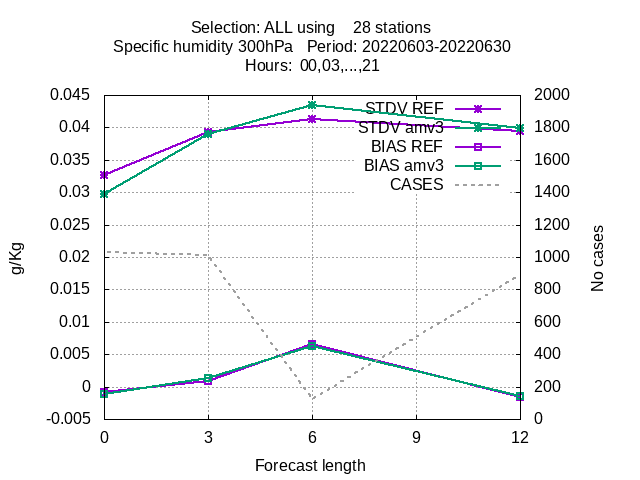 Selection: ALL using    28 stations
Specific humidity 300hPa   Period: 20220603-20220630
Hours:  00,03,...,21
0.045
0.04
0.035
0.03
0.025
0.02
0.015
0.01
0.005
0
-0.005
g/Kg
STDV REF
STDV amv3
BIAS REF
BIAS amv3
CASES
2000
1800
1600
1400
1200
1000
800
600
400
200
0
No cases
0 3 6 9 12
Forecast length